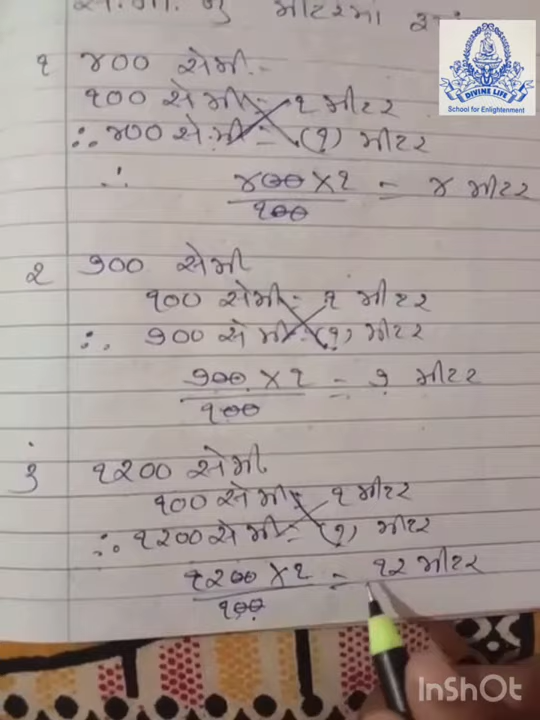 સે.મી. નું મીટરમાં
૧ ૪૦૦ સેમી.-
૧૦૦ સેમી - ૧ મીટર
∴ ૪૦૦ સેમી - (?) મીટર
∴ ૪૦૦ × ૧ = ૪ મીટર
૧૦૦
૨ ૭૦૦ સેમી
૧૦૦ સેમી - ૧ મીટર
∴ ૭૦૦ સેમી - (?) મીટર
૭૦૦ × ૧ = ૭ મીટર
૧૦૦
૩ ૧૨૦૦ સેમી
૧૦૦ સેમી - ૧ મીટર
∴ ૧૨૦૦ સેમી - (?) મીટર
૧૨૦૦ × ૧ = ૧૨ મીટર
૧૦૦
DIVINE LIFE
School for Enlightenment
InShOt